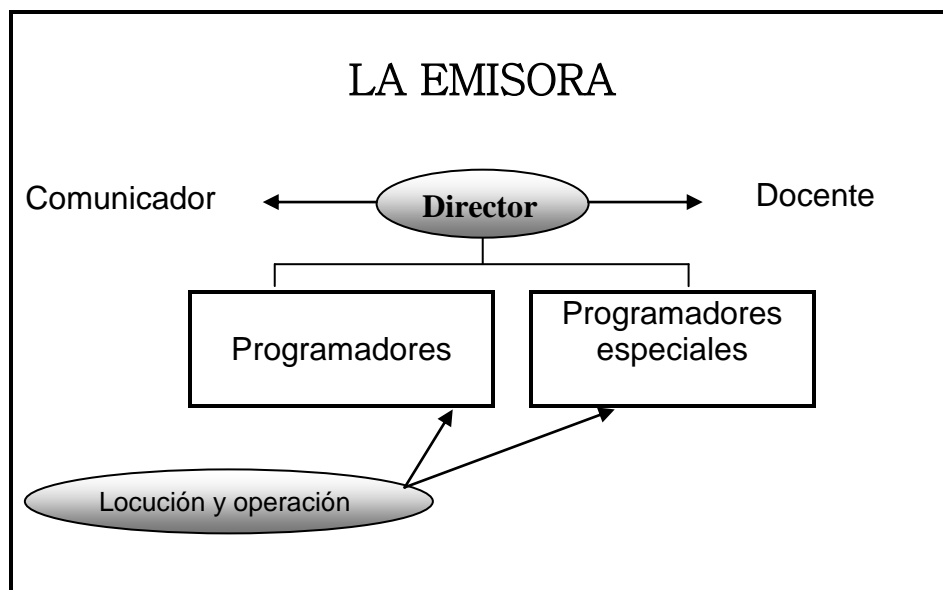 LA EMISORA
Comunicador
Director
Docente
Programadores
Programadores
especiales
Locución y operación